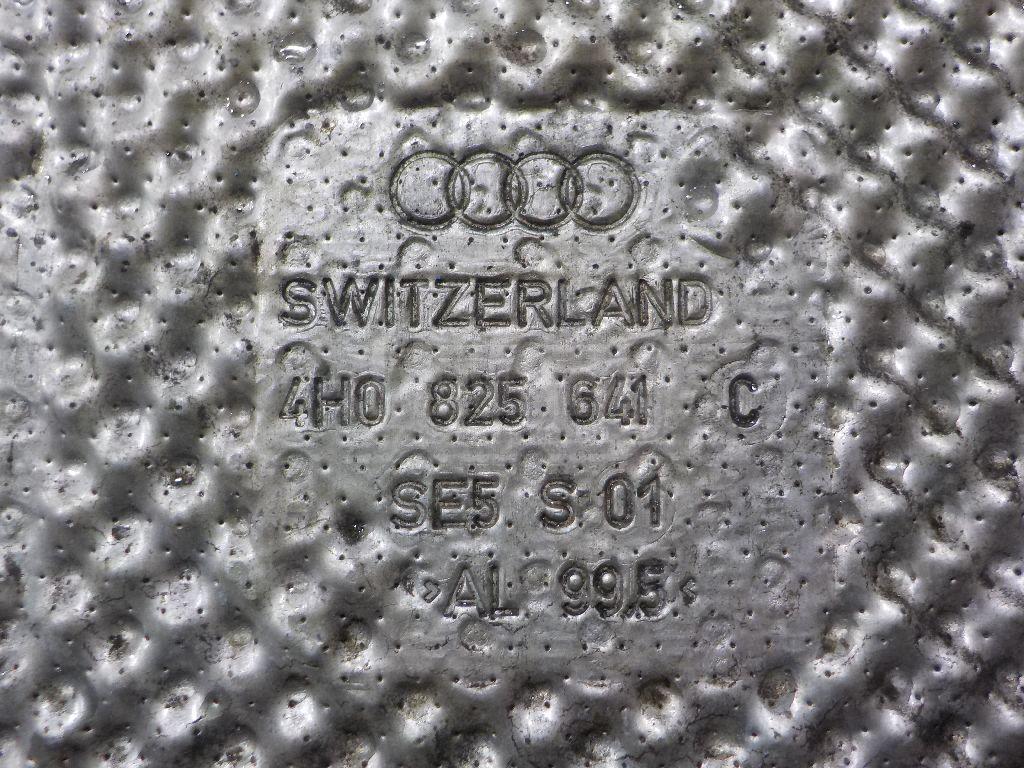 SWITZERLAND
4H0 825 641 C
SE5 S 01
>AL 99.5<